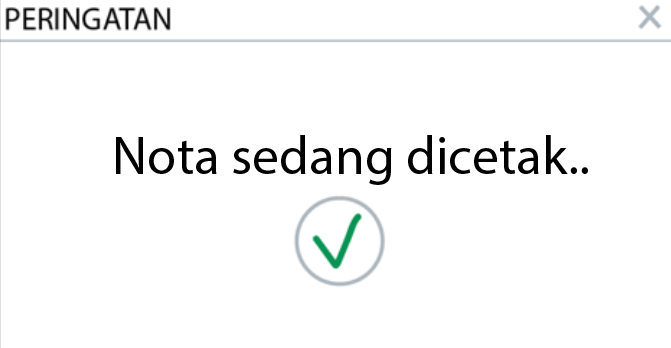 PERINGATAN
Nota sedang dicetak..